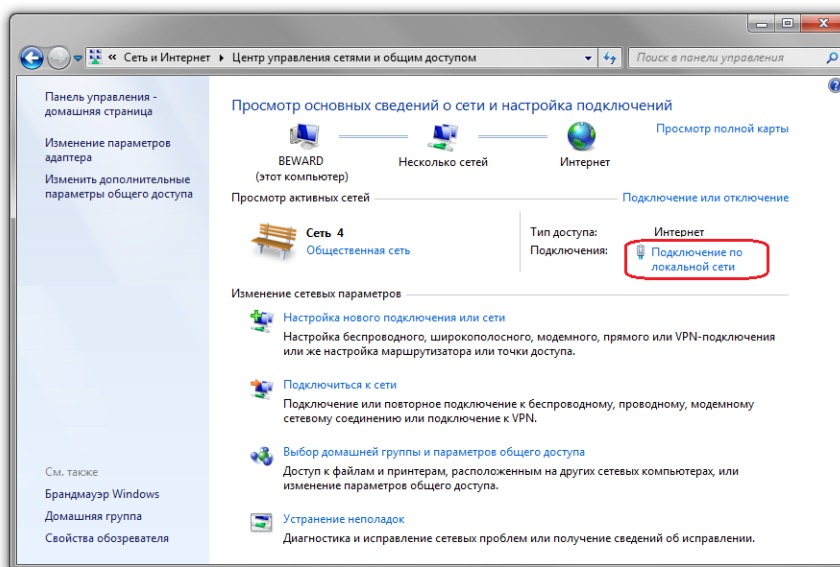 « Сеть и Интернет ▸ Центр управления сетями и общим доступом
Поиск в панели управления
Панель управления -
домашняя страница
Изменение параметров
адаптера
Изменить дополнительные
параметры общего доступа
См. также
Брандмауэр Windows
Домашняя группа
Свойства обозревателя
Просмотр основных сведений о сети и настройка подключений
Просмотр полной карты
BEWARD
(этот компьютер)
Несколько сетей
Интернет
Просмотр активных сетей
Подключение или отключение
Сеть 4
Общественная сеть
Тип доступа: Интернет
Подключения: Подключение по
локальной сети
Изменение сетевых параметров
Настройка нового подключения или сети
Настройка беспроводного, широкополосного, модемного, прямого или VPN-подключения
или же настройка маршрутизатора или точки доступа.
Подключиться к сети
Подключение или повторное подключение к беспроводному, проводному, модемному
сетевому соединению или подключение к VPN.
Выбор домашней группы и параметров общего доступа
Доступ к файлам и принтерам, расположенным на других сетевых компьютерах, или
изменение параметров общего доступа.
Устранение неполадок
Диагностика и исправление сетевых проблем или получение сведений об исправлении.